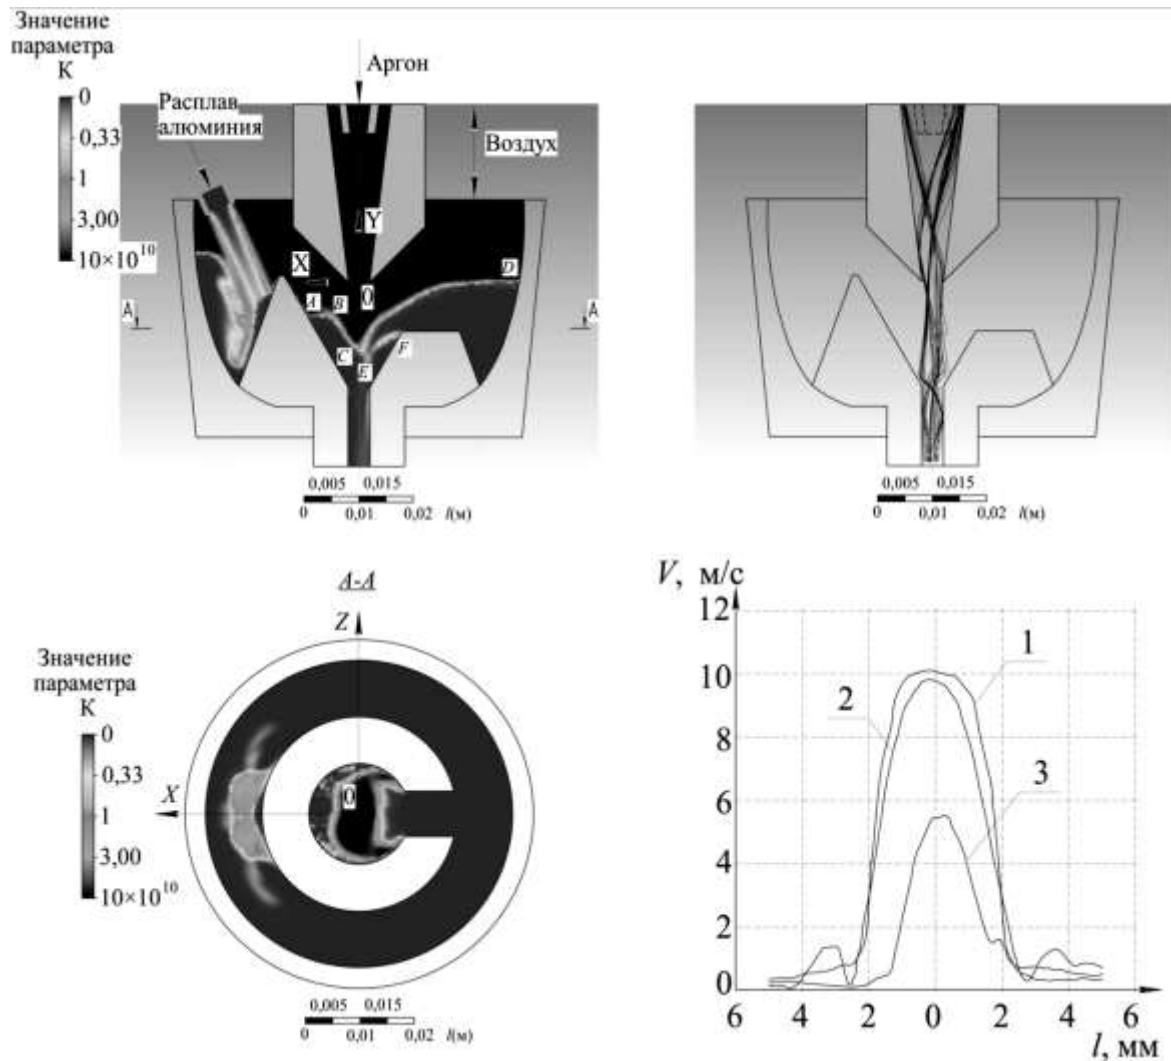 Значение
параметра
К
0
0,33
1
3,00
10×10¹⁰
Расплав
алюминия
Аргон
Воздух
Y
X
0
A
B
C
D
E
F
А
А
0,005 0,015
0 0,01 0,02 l(м)
0,005 0,015
0 0,01 0,02 l(м)
А-А
Z
X
0
Значение
параметра
К
0
0,33
1
3,00
10×10¹⁰
0,005 0,015
0 0,01 0,02 l(м)
V, м/с
12
10
8
6
4
2
0
1
2
3
6 4 2 0 2 4 6
l, мм